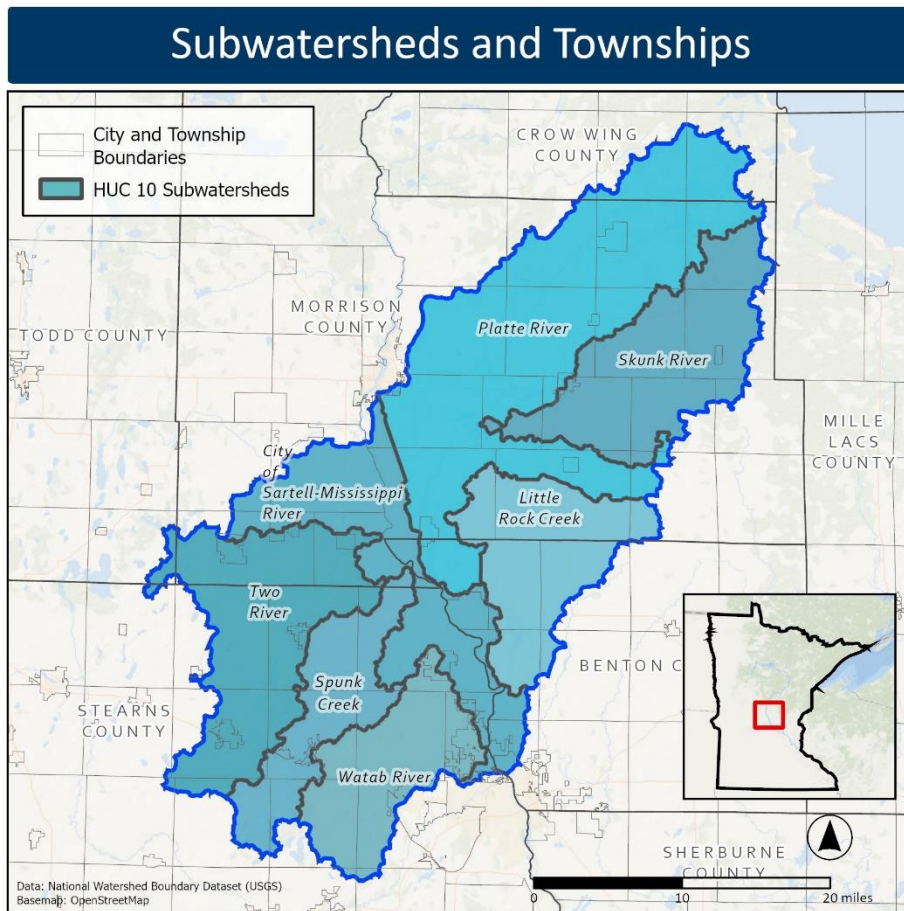 Subwatersheds and Townships
City and Township
Boundaries
HUC 10 Subwatersheds
CROW WING
COUNTY
MORRISON
COUNTY
TODD COUNTY
Platte River
Skunk River
MILLE
LACS
COUNTY
City
of
Sartell-Mississippi
River
Little
Rock Creek
Two
River
BENTON C
Spunk
Creek
STEARNS
COUNTY
Watab River
SHERBURNE
COUNTY
Data: National Watershed Boundary Dataset (USGS)
Basemap: OpenStreetMap
0
10
20 miles